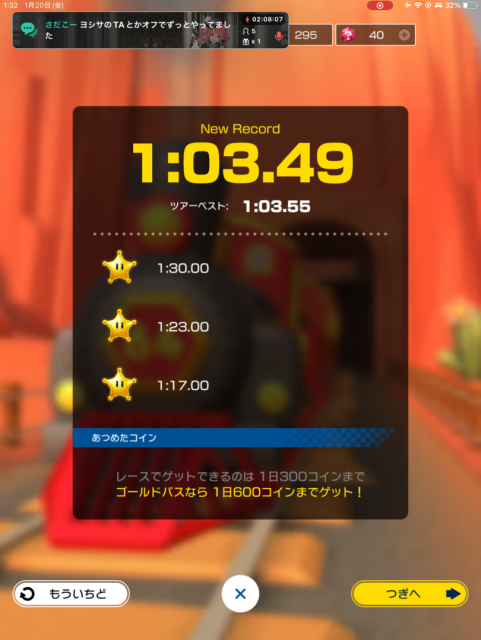 1:32 1月20日(金)
32%
さだこー ヨシサのTAとかオフでずっとやってました
02:08:07
5
x 1
295
40
New Record
1:03.49
ツアーベスト: 1:03.55
1:30.00
1:23.00
1:17.00
あつめたコイン
レースでゲットできるのは 1日300コインまで
ゴールドパスなら 1日600コインまでゲット!
もういちど
つぎへ